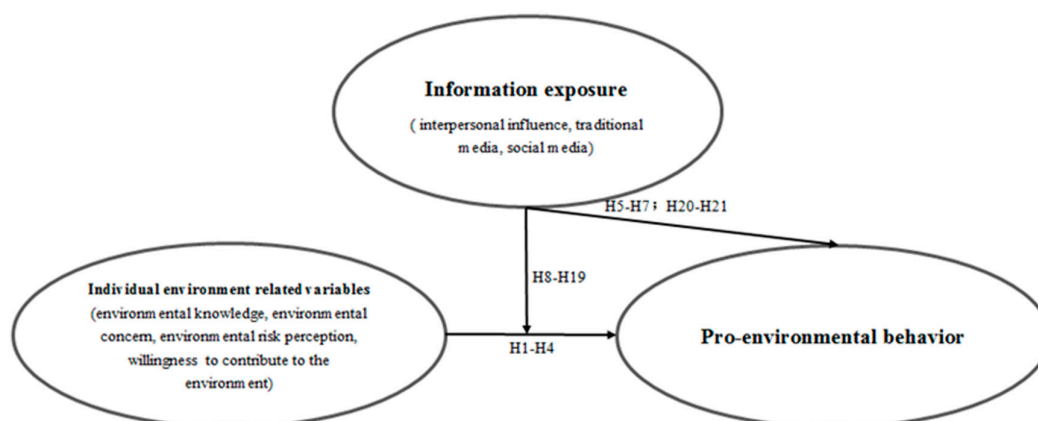 Information exposure
( interpersonal influence, traditional
media, social media)
H5-H7； H20-H21
H8-H19
Individual environment related variables
(environmental knowledge, environmental
concern, environmental risk perception,
willingness to contribute to the
environment)
H1-H4
Pro-environmental behavior